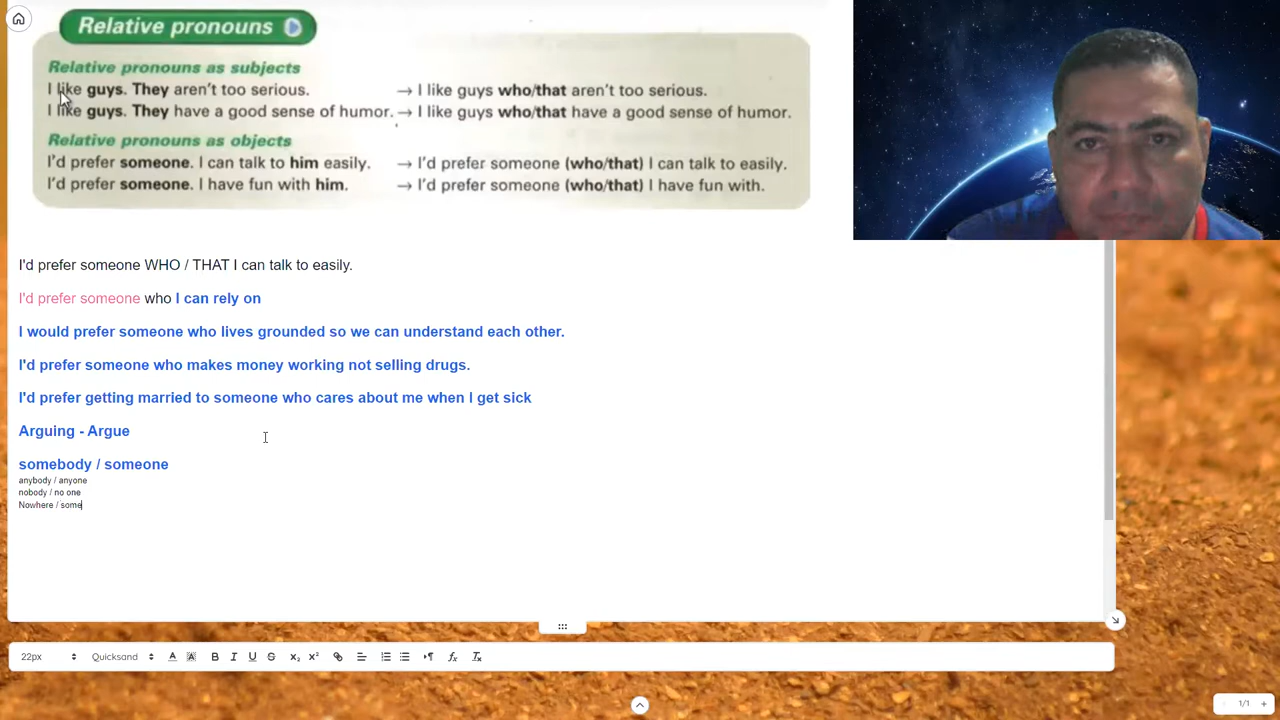 Relative pronouns
Relative pronouns as subjects
I like guys. They aren't too serious. → I like guys who/that aren't too serious.
I like guys. They have a good sense of humor. → I like guys who/that have a good sense of humor.
Relative pronouns as objects
I'd prefer someone. I can talk to him easily. → I'd prefer someone (who/that) I can talk to easily.
I'd prefer someone. I have fun with him. → I'd prefer someone (who/that) I have fun with.
I'd prefer someone WHO / THAT I can talk to easily.
I'd prefer someone who I can rely on
I would prefer someone who lives grounded so we can understand each other.
I'd prefer someone who makes money working not selling drugs.
I'd prefer getting married to someone who cares about me when I get sick
Arguing - Argue
somebody / someone
anybody / anyone
nobody / no one
Nowhere / some
22px Quicksand A A B I U S x₂ x² fx Tx
1/1 +